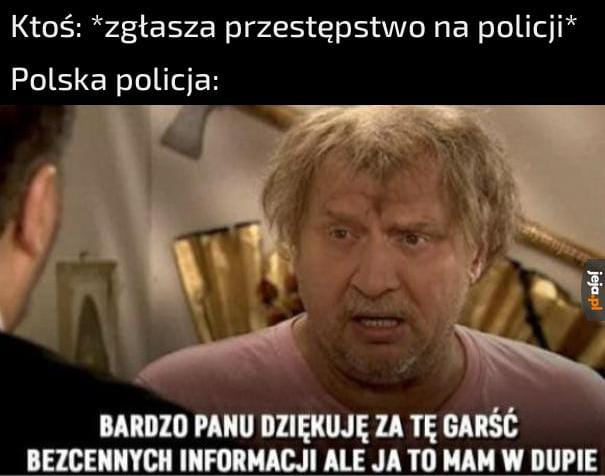 Ktoś: *zgłasza przestępstwo na policji*
Polska policja:
jeja.pl
BARDZO PANU DZIĘKUJĘ ZA TĘ GARŚĆ
BEZCENNYCH INFORMACJI ALE JA TO MAM W DUPIE